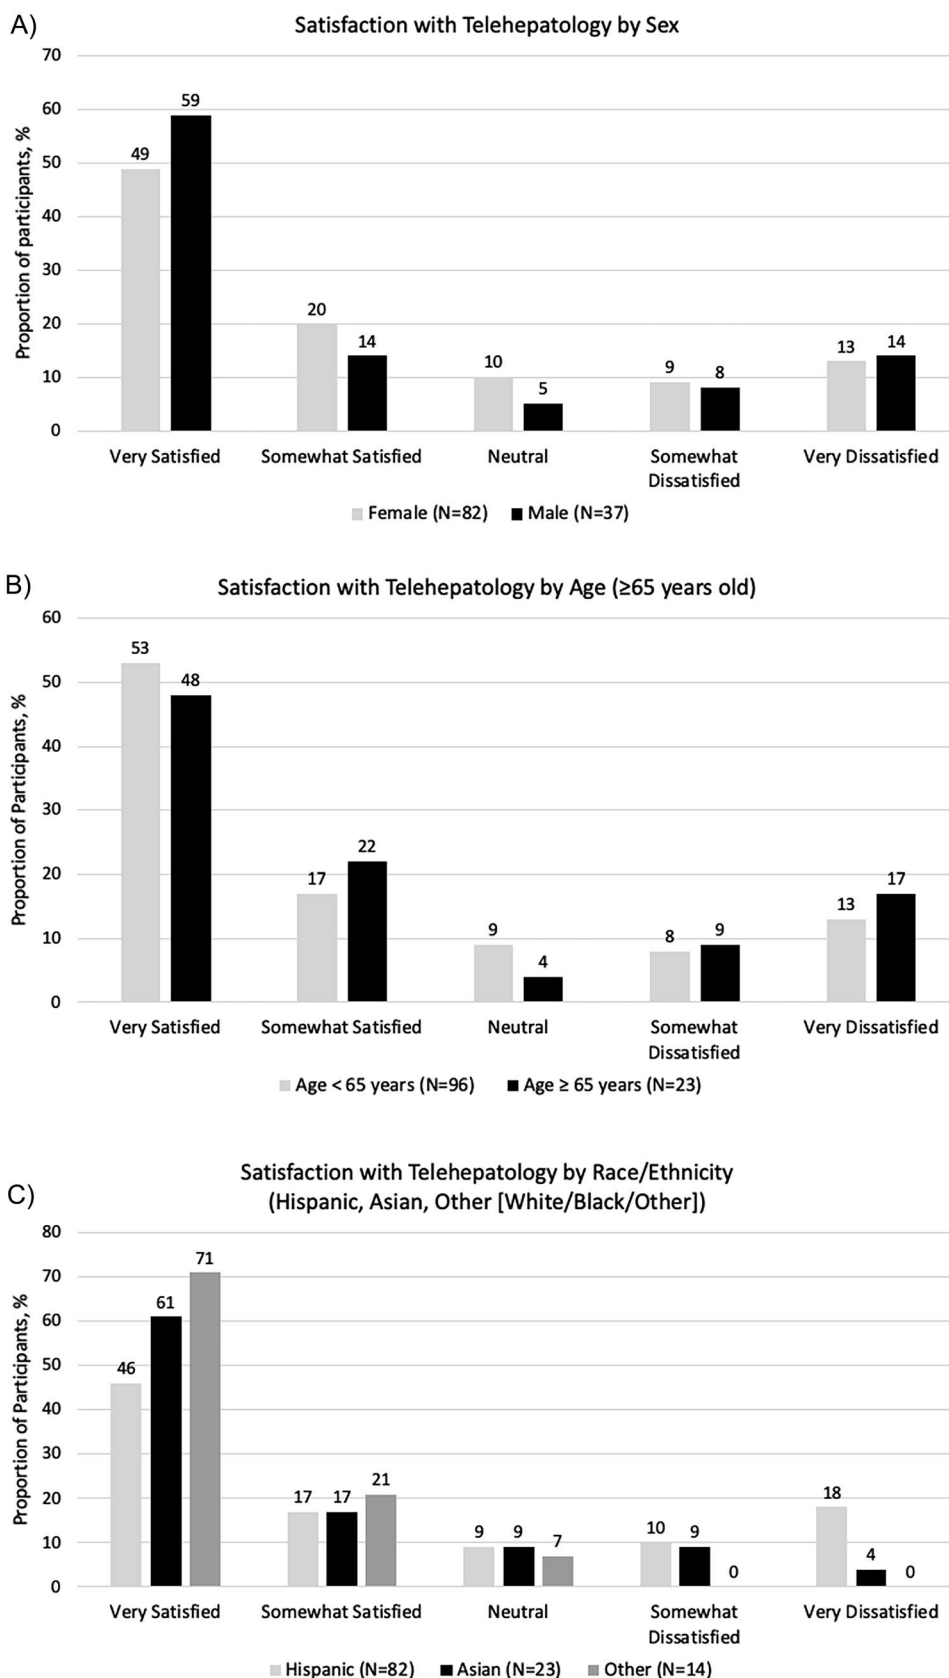 A)
Satisfaction with Telehepatology by Sex
Proportion of participants, %
70
60
50
40
30
20
10
0
49
59
20
14
10
5
9
8
13
14
Very Satisfied
Somewhat Satisfied
Neutral
Somewhat
Dissatisfied
Very Dissatisfied
Female (N=82)
Male (N=37)
B)
Satisfaction with Telehepatology by Age (≥65 years old)
Proportion of Participants, %
60
50
40
30
20
10
0
53
48
17
22
9
4
8
9
13
17
Very Satisfied
Somewhat Satisfied
Neutral
Somewhat
Dissatisfied
Very Dissatisfied
Age < 65 years (N=96)
Age ≥ 65 years (N=23)
C)
Satisfaction with Telehepatology by Race/Ethnicity
(Hispanic, Asian, Other [White/Black/Other])
Proportion of Participants, %
80
70
60
50
40
30
20
10
0
46
61
71
17
17
21
9
9
7
10
9
0
18
4
0
Very Satisfied
Somewhat Satisfied
Neutral
Somewhat
Dissatisfied
Very Dissatisfied
Hispanic (N=82)
Asian (N=23)
Other (N=14)